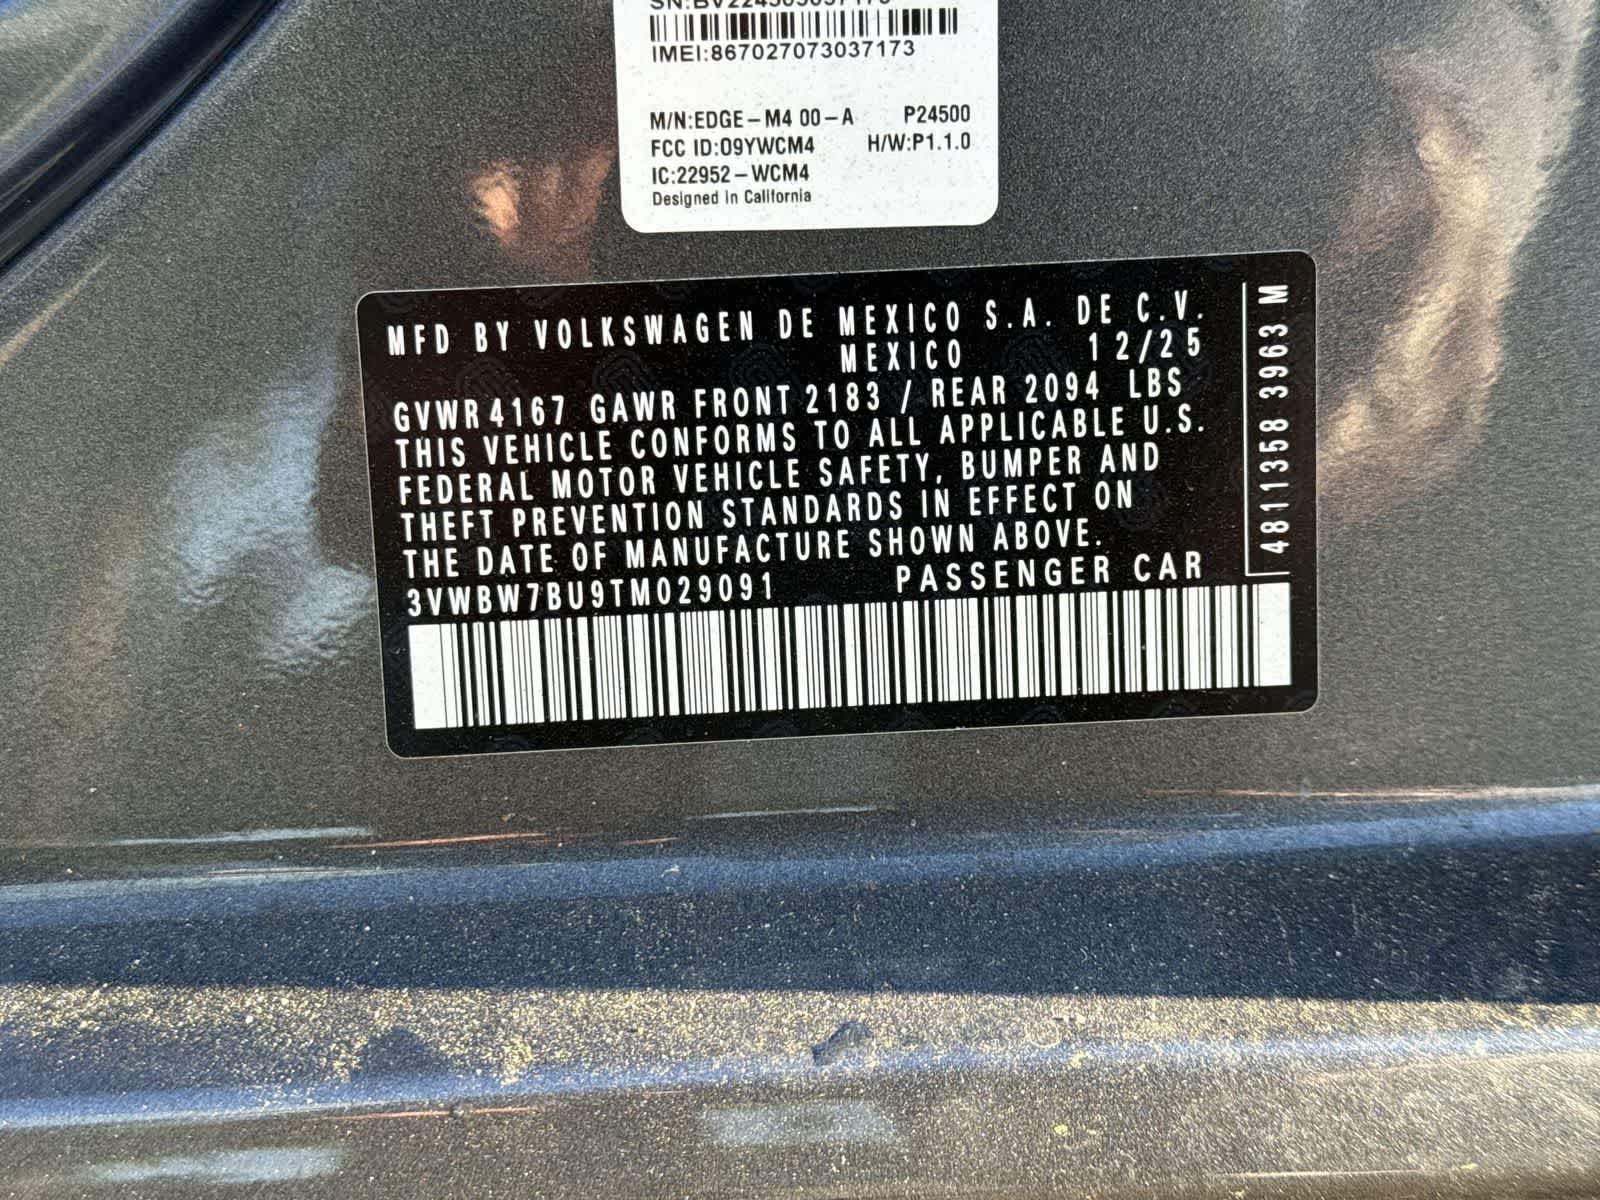 IMEI:867027073037173
M/N:EDGE-M4 00-A P24500
FCC ID:O9YWCM4 H/W:P1.1.0
IC:22952-WCM4
Designed in California
MFD BY VOLKSWAGEN DE MEXICO S.A. DE C.V.
MEXICO 12/25
GVWR 4167 GAWR FRONT 2183 / REAR 2094 LBS
THIS VEHICLE CONFORMS TO ALL APPLICABLE U.S.
FEDERAL MOTOR VEHICLE SAFETY, BUMPER AND
THEFT PREVENTION STANDARDS IN EFFECT ON
THE DATE OF MANUFACTURE SHOWN ABOVE.
3VWBW7BU9TM029091 PASSENGER CAR
4811358 3963 M